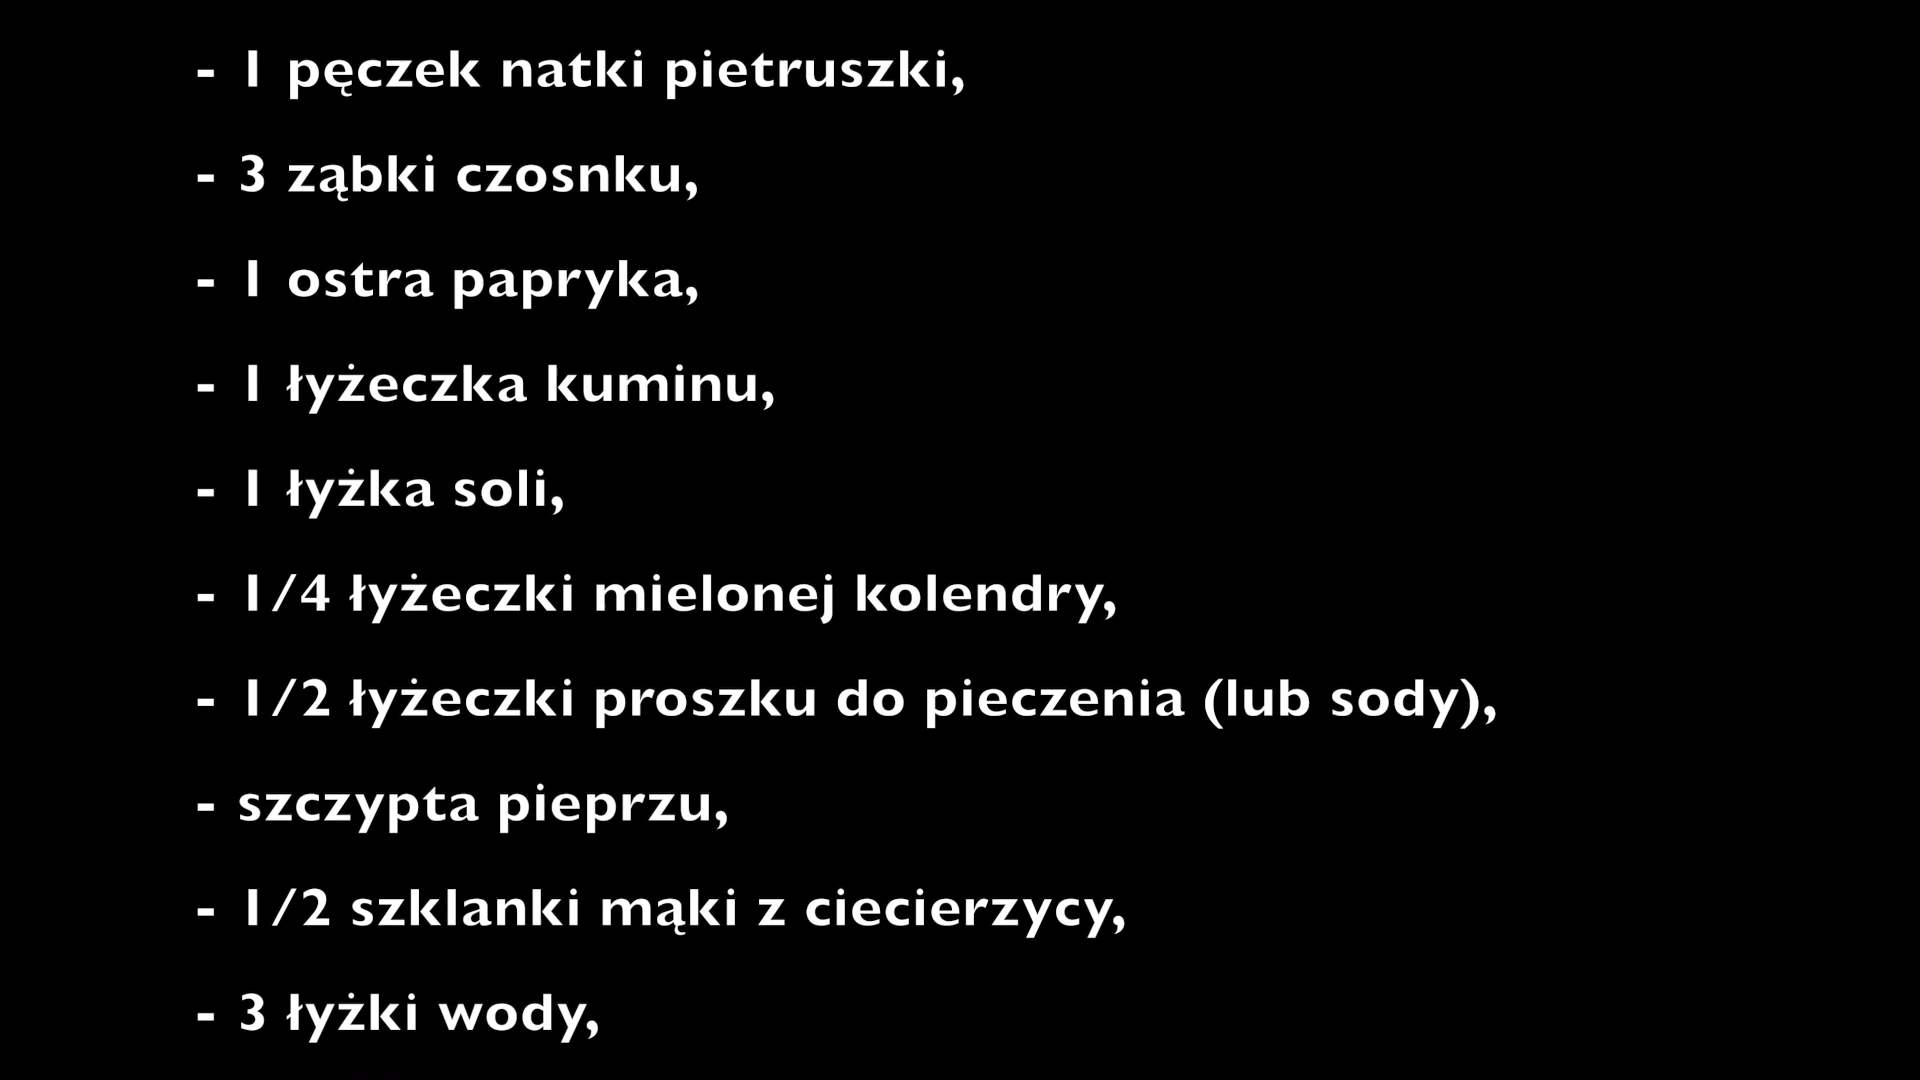 - 1 pęczek natki pietruszki,
- 3 ząbki czosnku,
- 1 ostra papryka,
- 1 łyżeczka kuminu,
- 1 łyżka soli,
- 1/4 łyżeczki mielonej kolendry,
- 1/2 łyżeczki proszku do pieczenia (lub sody),
- szczypta pieprzu,
- 1/2 szklanki mąki z ciecierzycy,
- 3 łyżki wody,